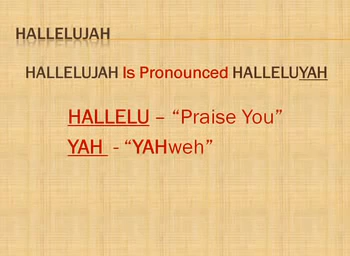 HALLELUJAH
HALLELUJAH Is Pronounced HALLELUYAH
HALLELU – “Praise You”
YAH - “YAHweh”